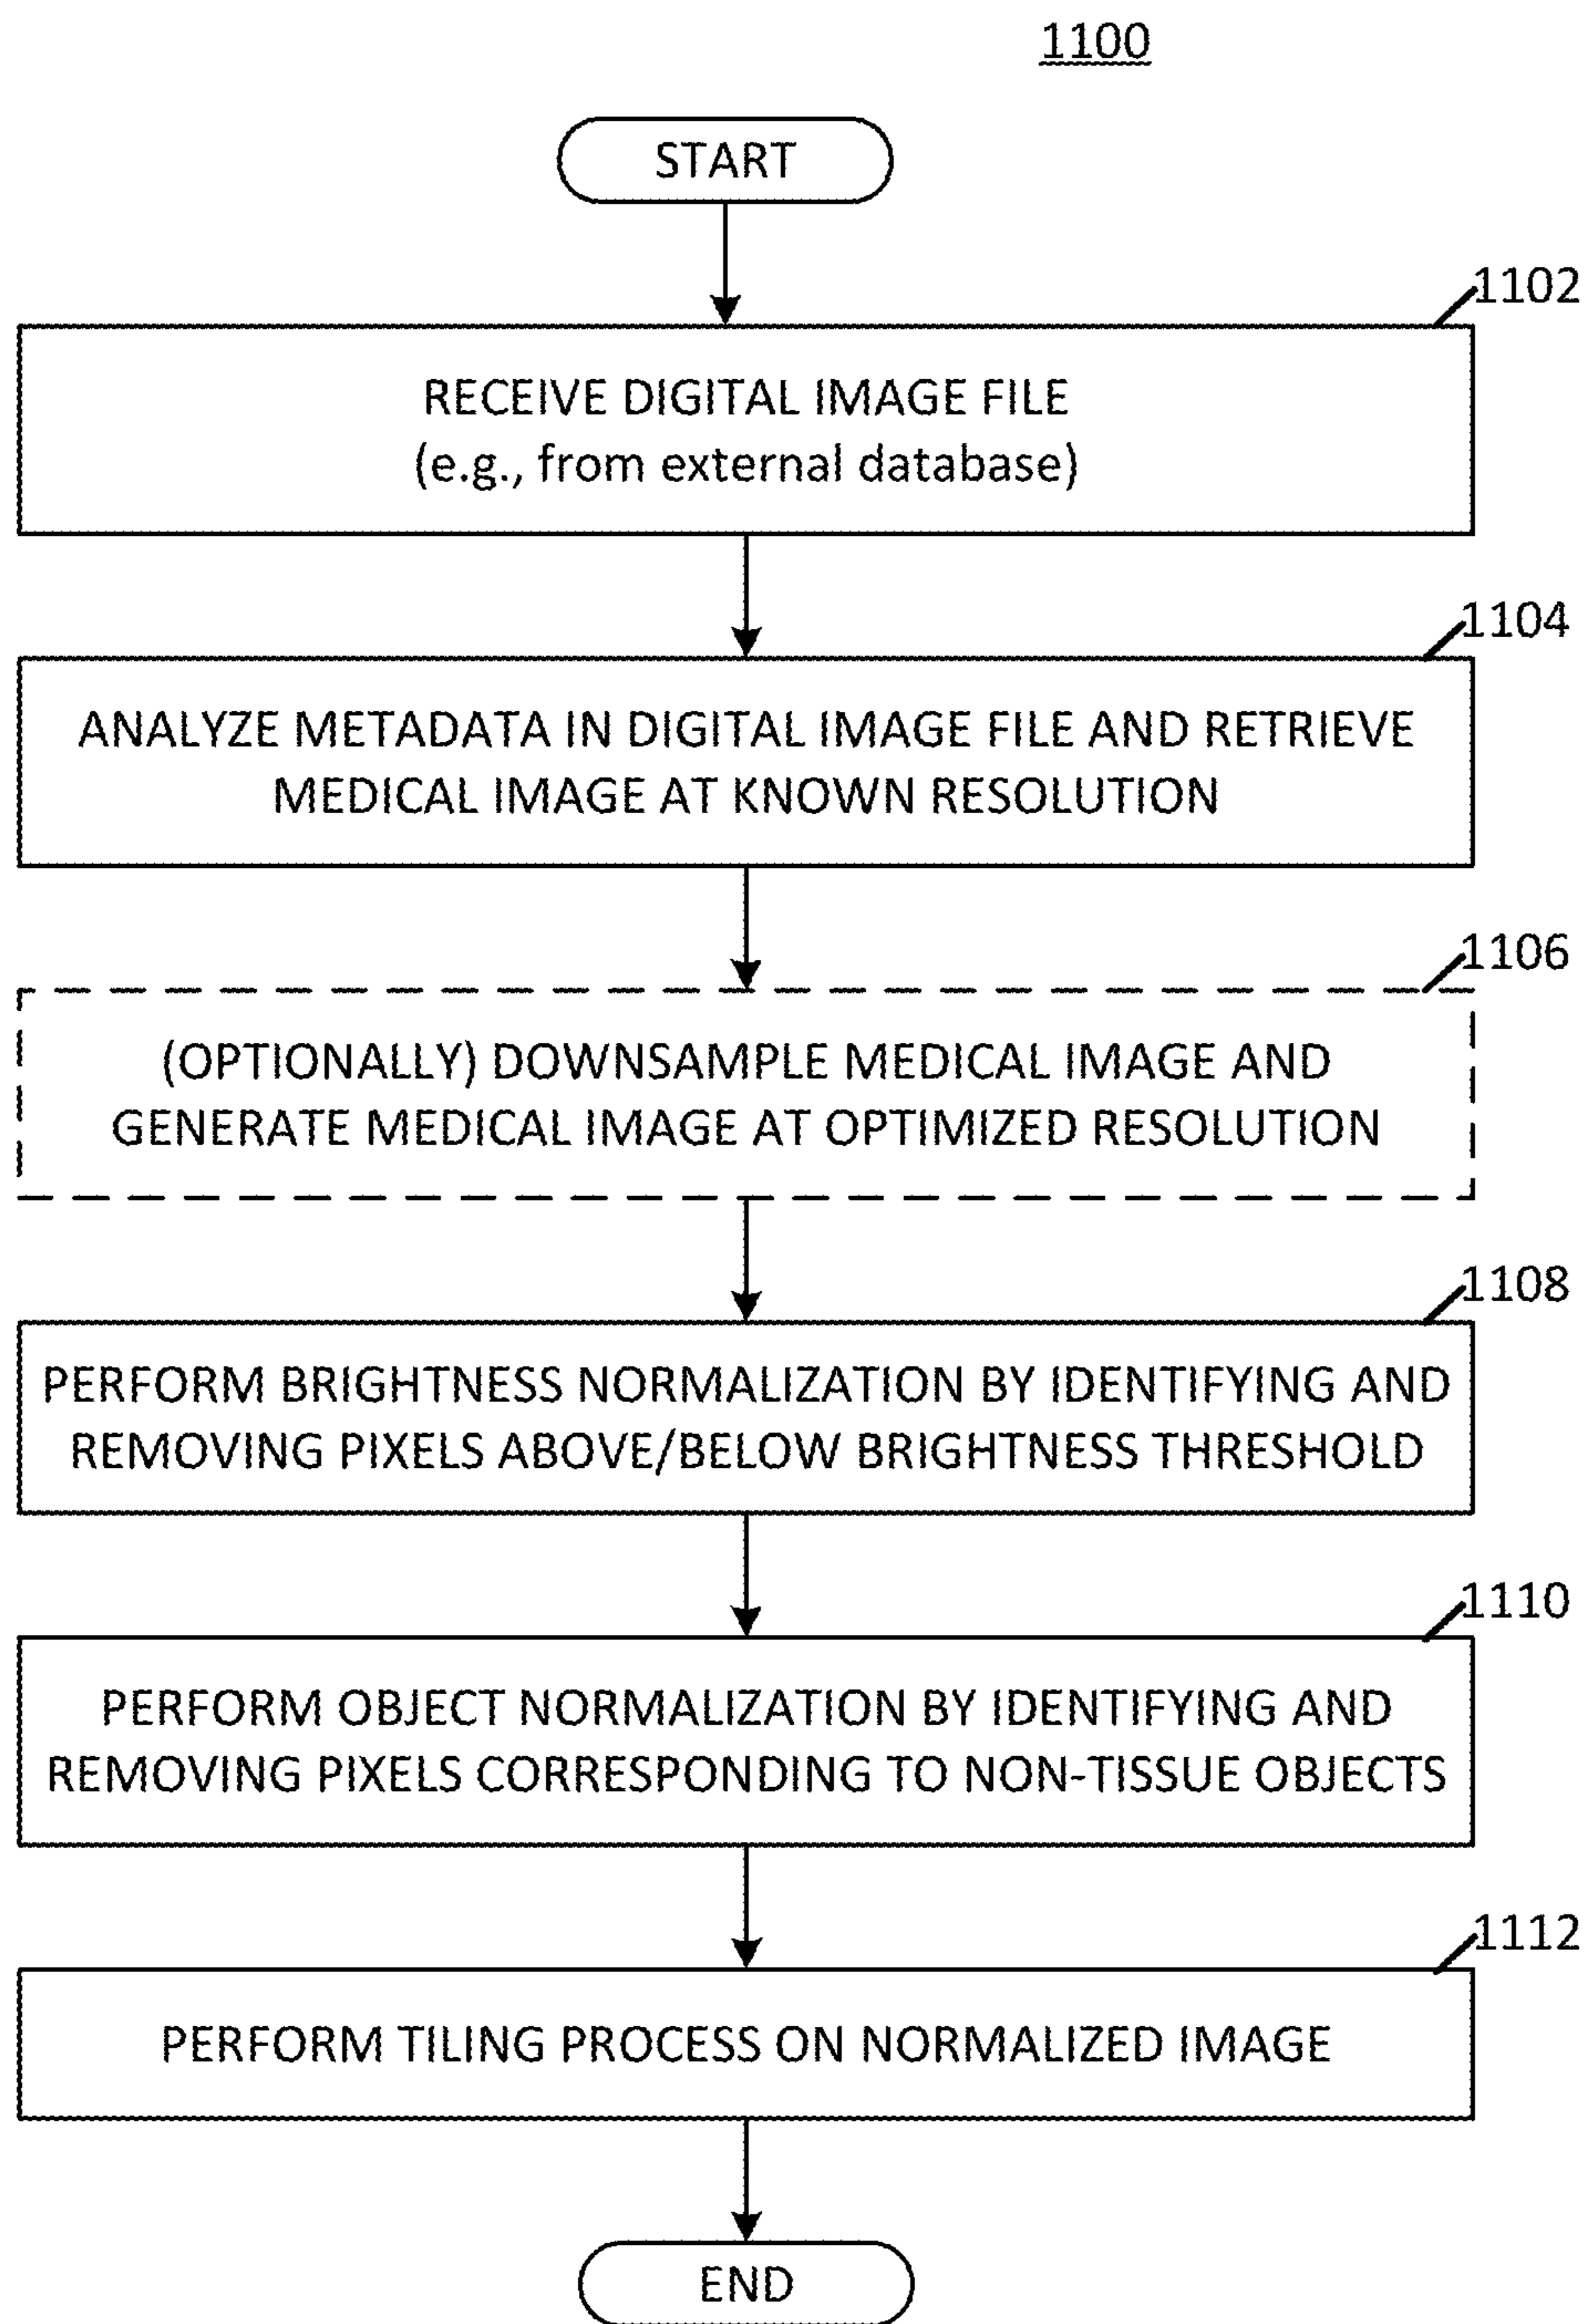 1100
START
1102
RECEIVE DIGITAL IMAGE FILE
(e.g., from external database)
1104
ANALYZE METADATA IN DIGITAL IMAGE FILE AND RETRIEVE
MEDICAL IMAGE AT KNOWN RESOLUTION
1106
(OPTIONALLY) DOWNSAMPLE MEDICAL IMAGE AND
GENERATE MEDICAL IMAGE AT OPTIMIZED RESOLUTION
1108
PERFORM BRIGHTNESS NORMALIZATION BY IDENTIFYING AND
REMOVING PIXELS ABOVE/BELOW BRIGHTNESS THRESHOLD
1110
PERFORM OBJECT NORMALIZATION BY IDENTIFYING AND
REMOVING PIXELS CORRESPONDING TO NON-TISSUE OBJECTS
1112
PERFORM TILING PROCESS ON NORMALIZED IMAGE
END